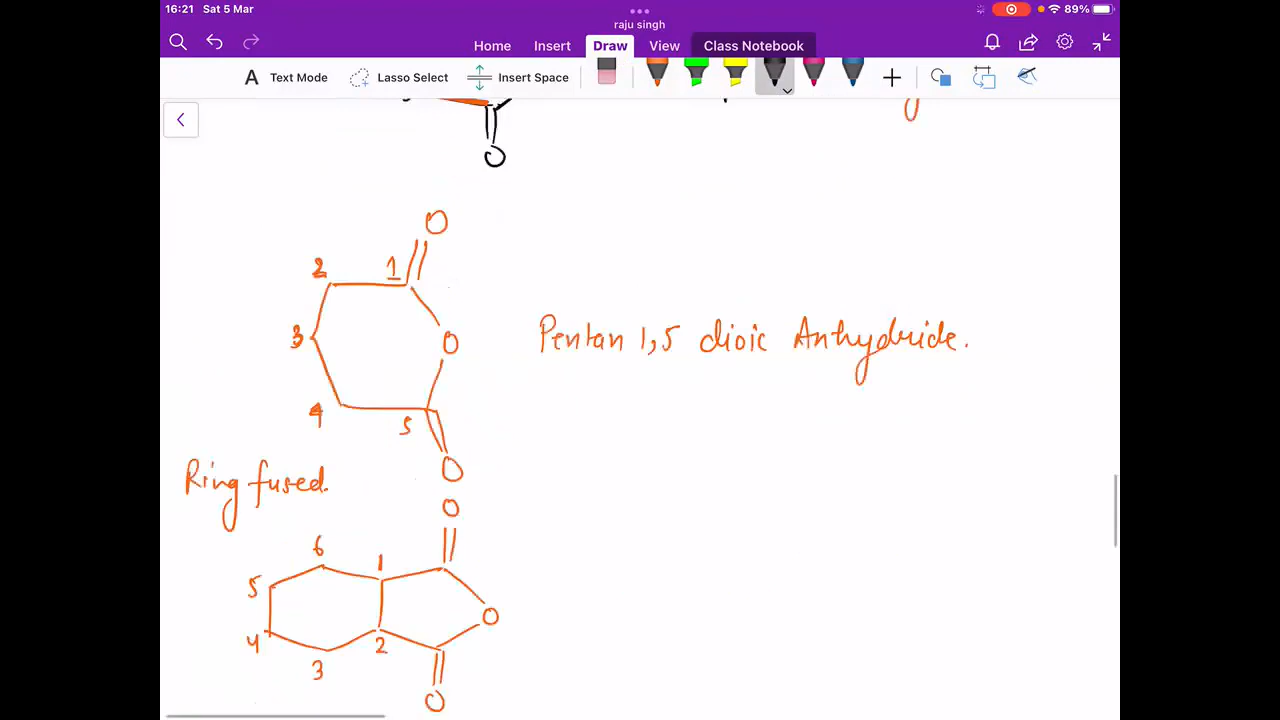 16:21 Sat 5 Mar
89%
raju singh
Home Insert Draw View Class Notebook
Text Mode Lasso Select Insert Space
O
O
2 1
3 O Pentan 1,5 dioic Anhydride.
4 5
O
Ring fused.
O
6 1
5
O
4 2
3
O